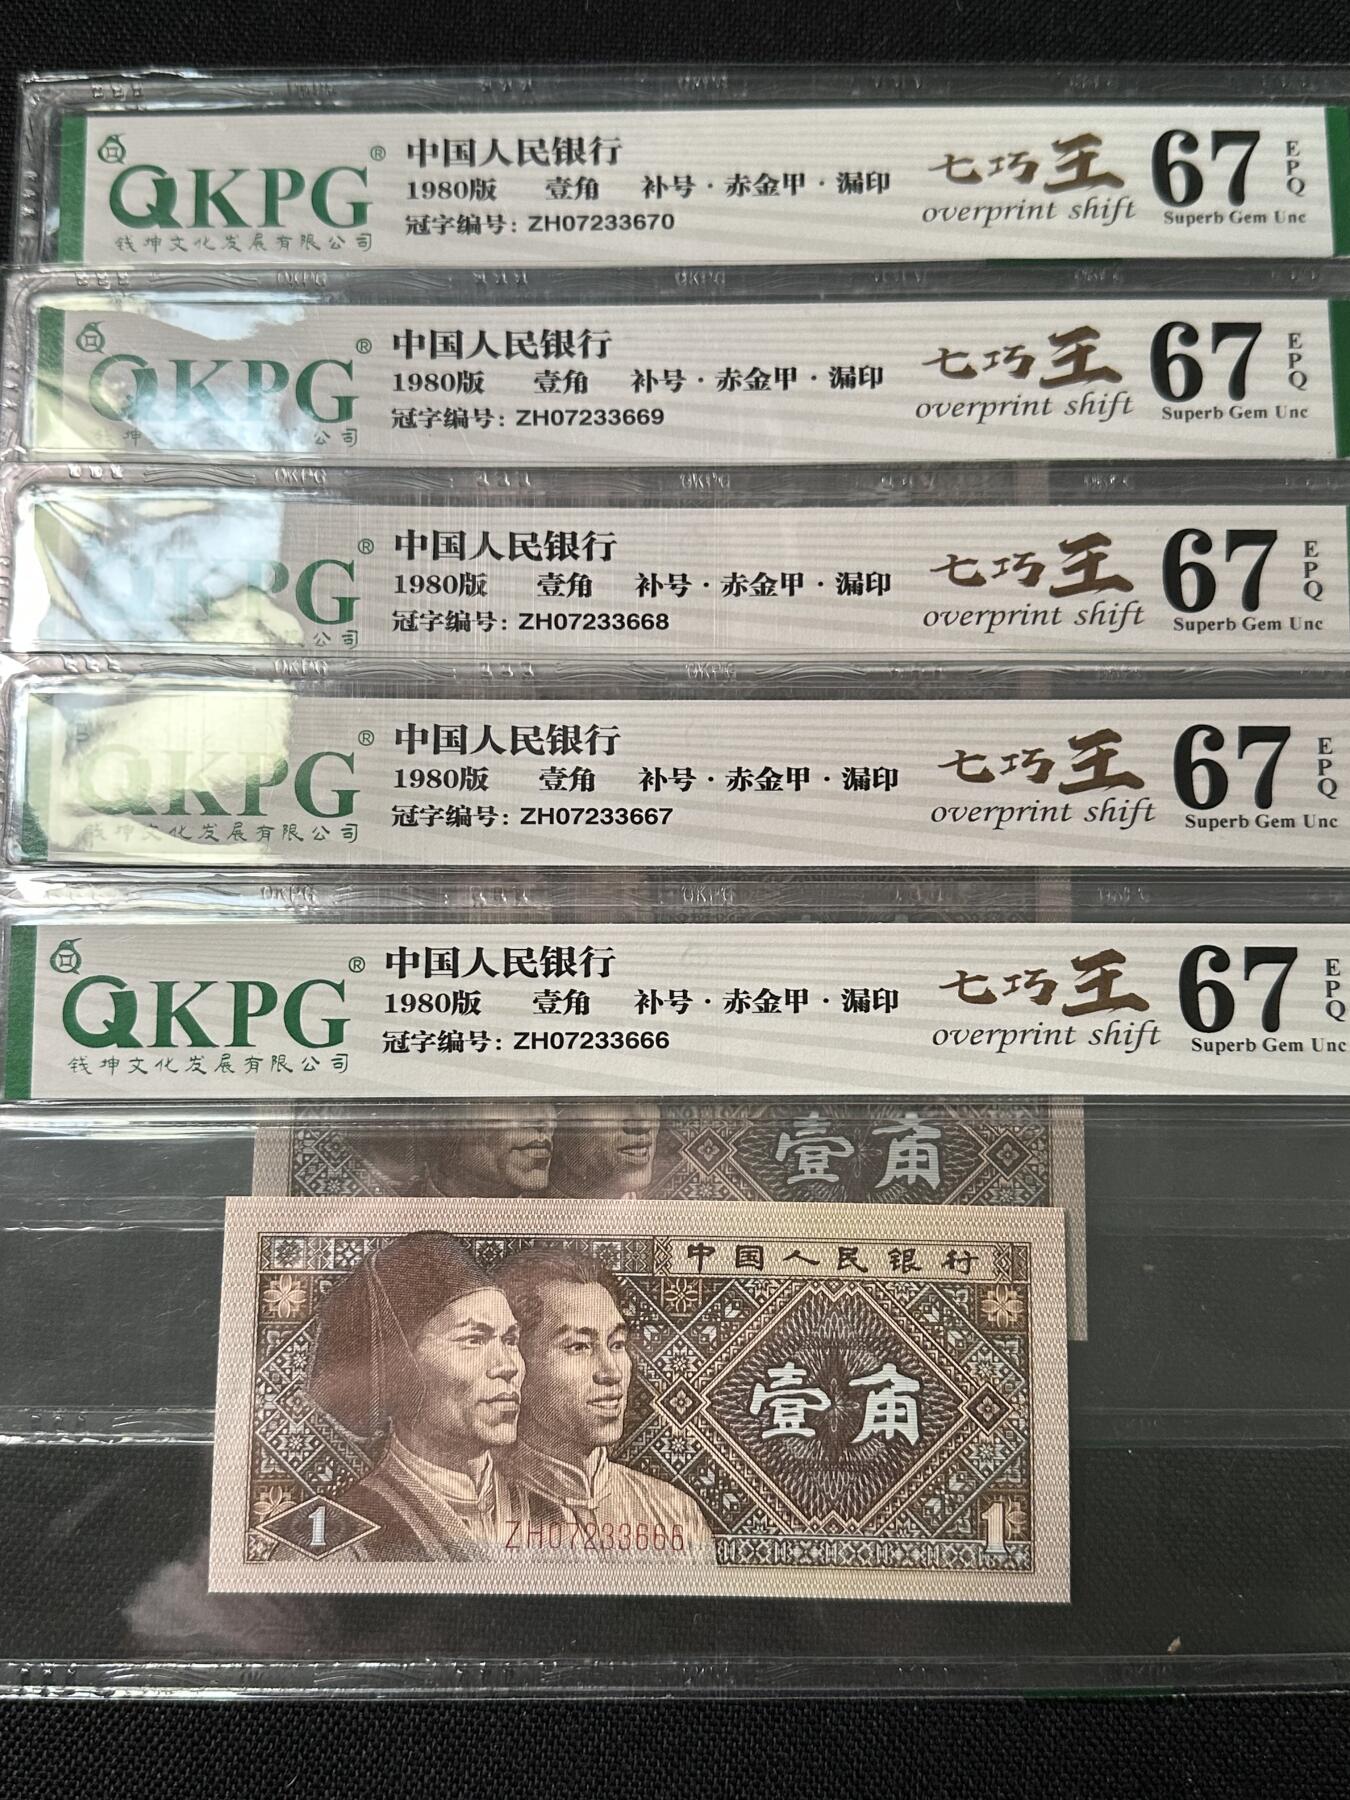 QKPG®
钱坤文化发展有限公司
中国人民银行
1980版 壹角 补号·赤金甲·漏印
冠字编号: ZH07233670
七巧王
overprint shift
67
EPQ
Superb Gem Unc
QKPG®
钱坤 公司
中国人民银行
1980版 壹角 补号·赤金甲·漏印
冠字编号: ZH07233669
七巧王
overprint shift
67
EPQ
Superb Gem Unc
QKPG®
公司
中国人民银行
1980版 壹角 补号·赤金甲·漏印
冠字编号: ZH07233668
七巧王
overprint shift
67
EPQ
Superb Gem Unc
QKPG®
钱坤文化发展有限公司
中国人民银行
1980版 壹角 补号·赤金甲·漏印
冠字编号: ZH07233667
七巧王
overprint shift
67
EPQ
Superb Gem Unc
QKPG®
钱坤文化发展有限公司
中国人民银行
1980版 壹角 补号·赤金甲·漏印
冠字编号: ZH07233666
七巧王
overprint shift
67
EPQ
Superb Gem Unc
壹角
中国人民银行
壹角
1
ZH07233666
1